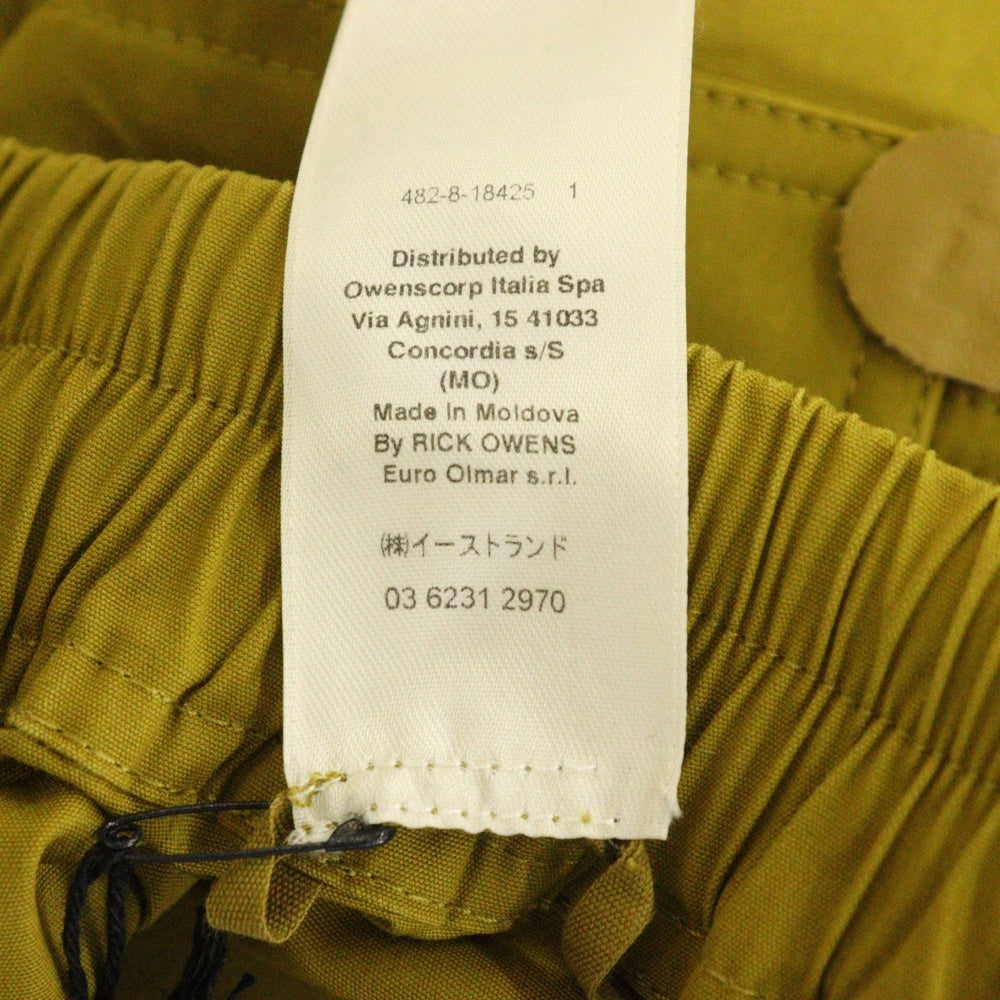 482-8-18425 1
Distributed by
Owenscorp Italia Spa
Via Agnini, 15 41033
Concordia s/S
(MO)
Made In Moldova
By RICK OWENS
Euro Olmar s.r.l.
㈱イーストランド
03 6231 2970